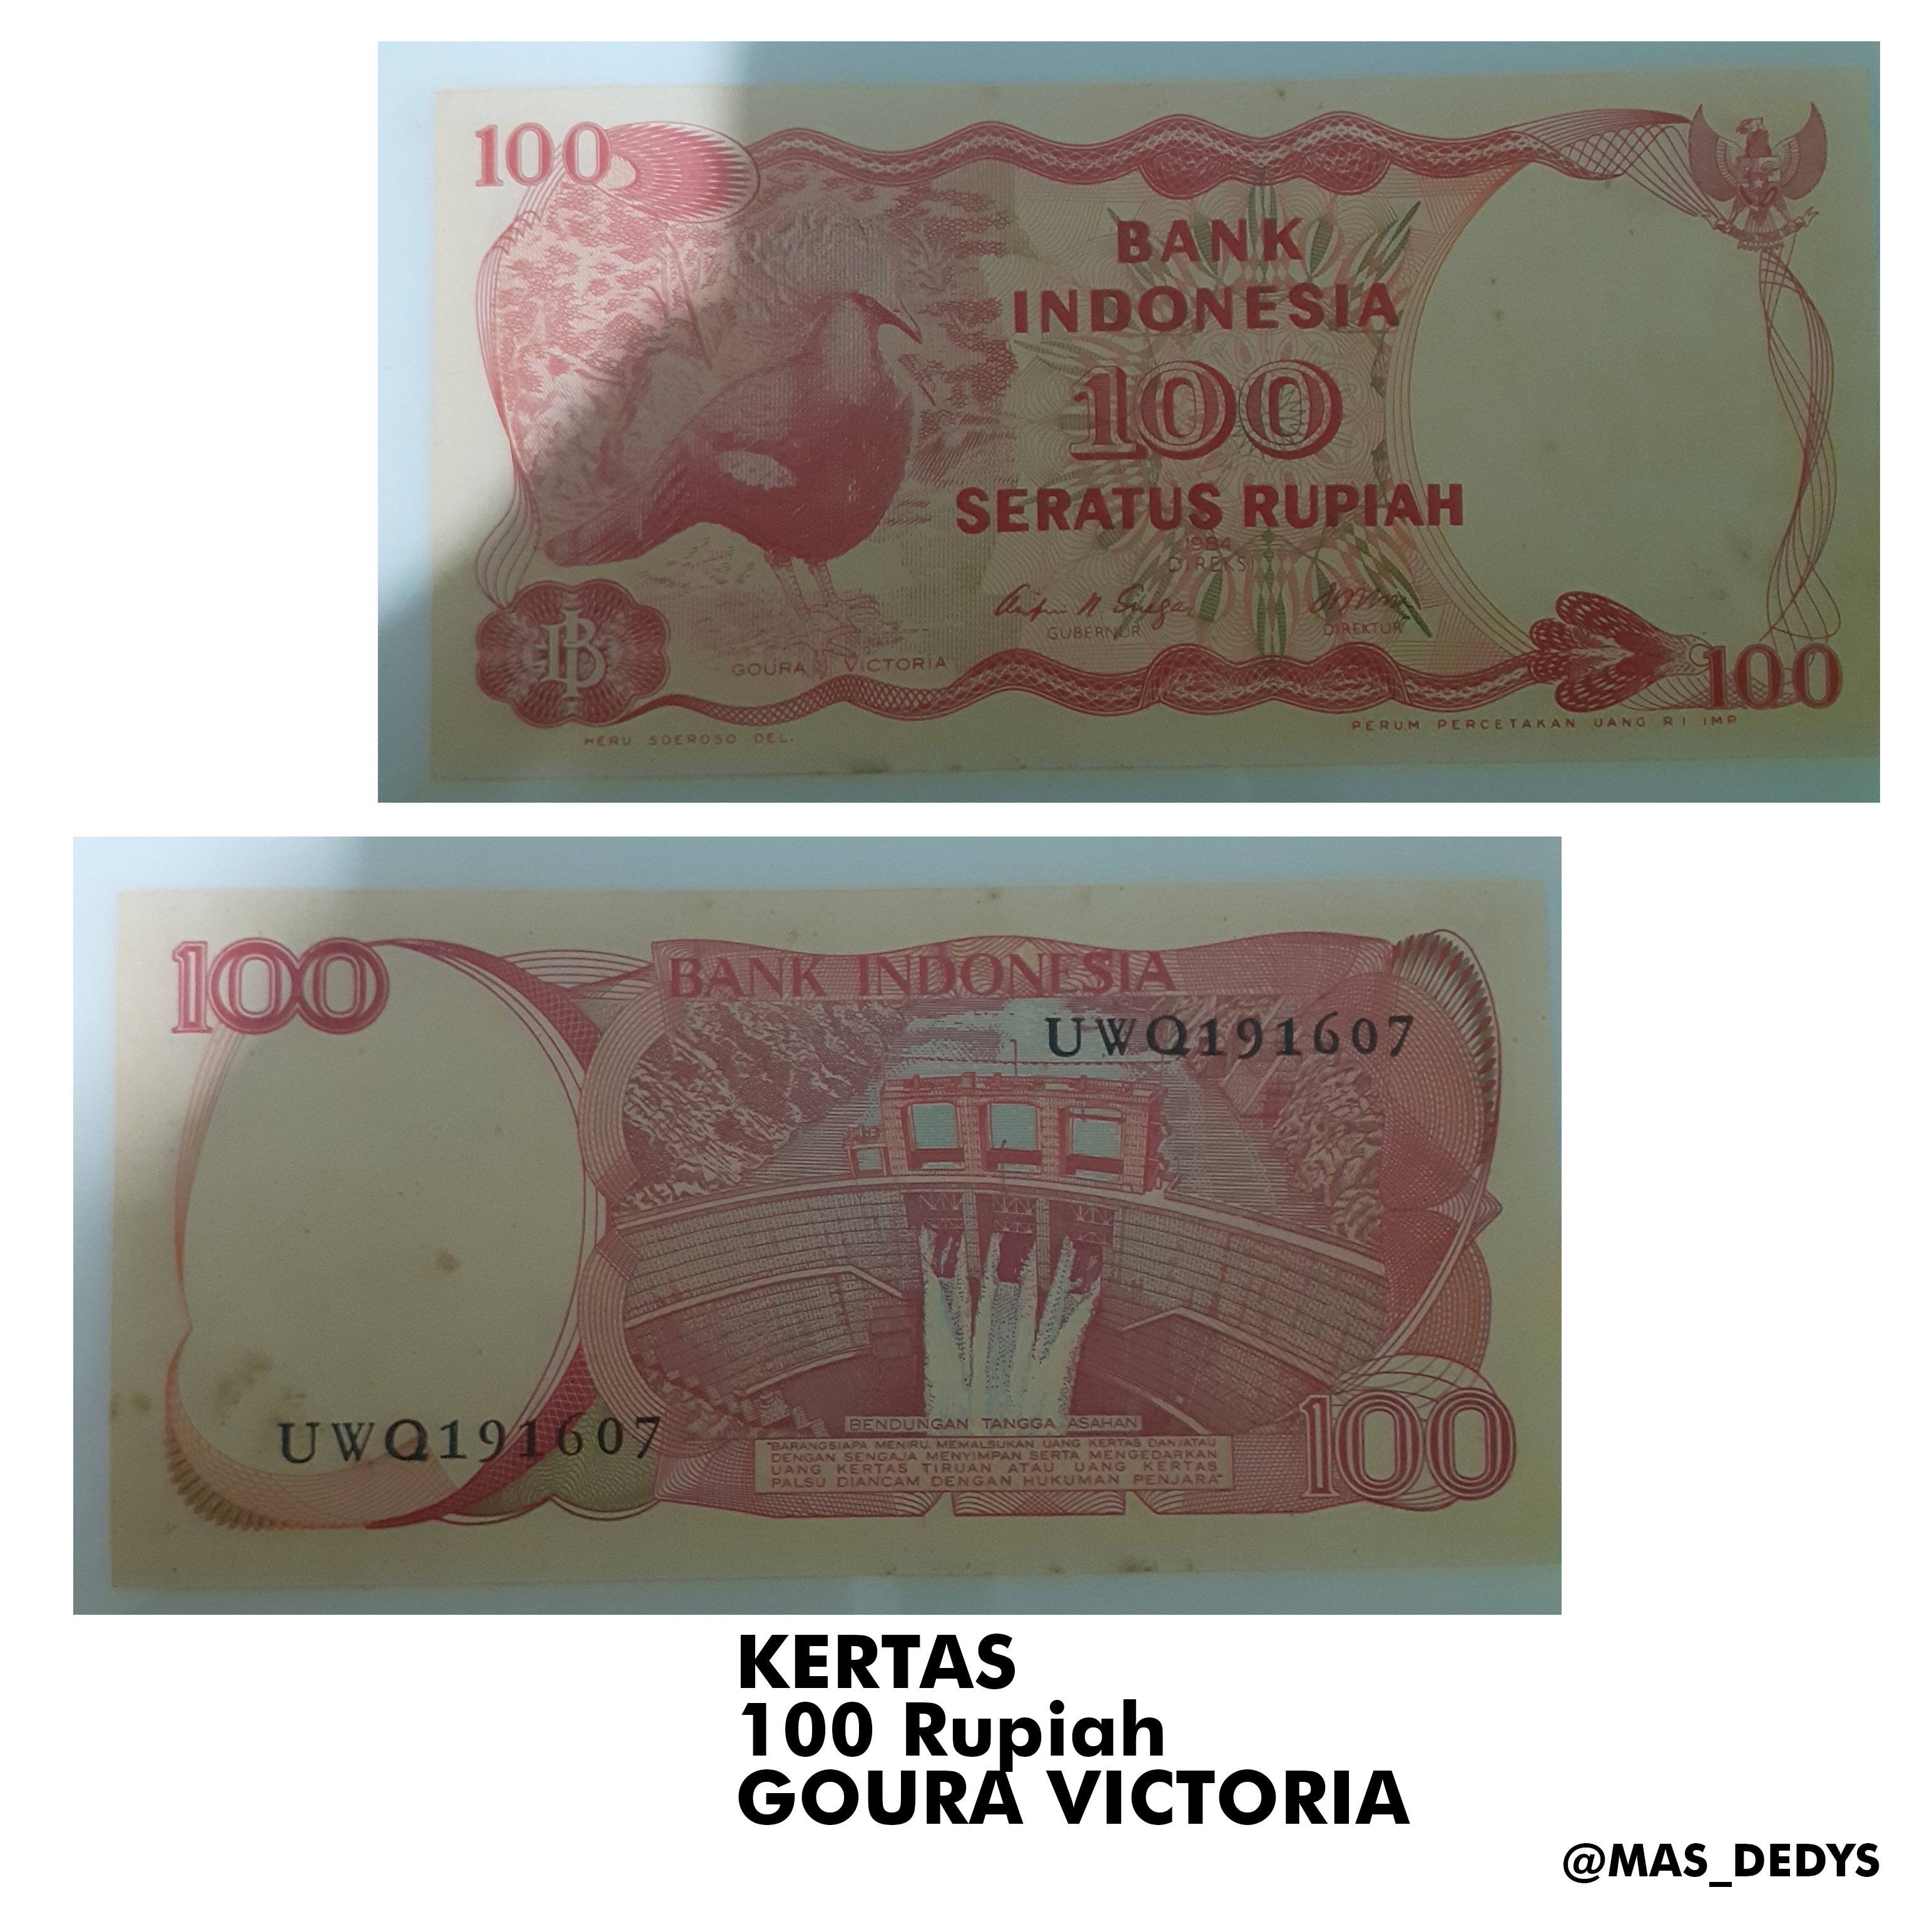 100
BANK
INDONESIA
100
SERATUS RUPIAH
1984
DIREKSI
GUBERNUR
DIREKTUR
GOURA VICTORIA
100
HERU SOEROSO DEL.
PERUM PERCETAKAN UANG RI IMP
100
BANK INDONESIA
UWQ191607
UWQ191607
BENDUNGAN TANGGA ASAHAN
"BARANGSIAPA MENIRU, MEMALSUKAN UANG KERTAS DAN/ATAU
DENGAN SENGAJA MENYIMPAN SERTA MENGEDARKAN
UANG KERTAS TIRUAN ATAU UANG KERTAS
PALSU DIANCAM DENGAN HUKUMAN PENJARA"
100
KERTAS
100 Rupiah
GOURA VICTORIA
@MAS_DEDYS